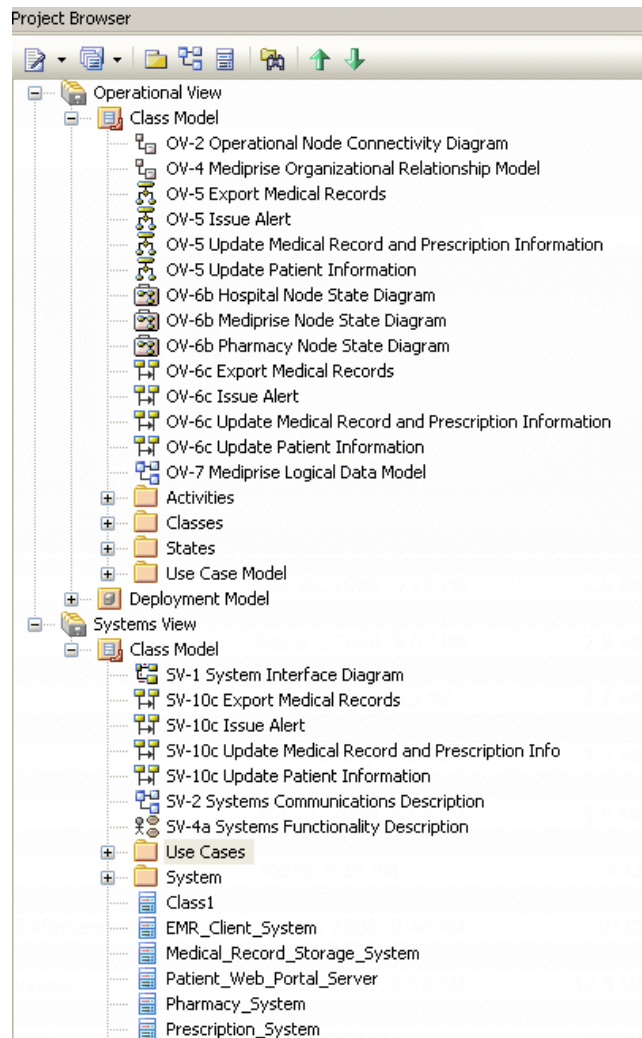 Project Browser
Operational View
Class Model
OV-2 Operational Node Connectivity Diagram
OV-4 Mediprise Organizational Relationship Model
OV-5 Export Medical Records
OV-5 Issue Alert
OV-5 Update Medical Record and Prescription Information
OV-5 Update Patient Information
OV-6b Hospital Node State Diagram
OV-6b Mediprise Node State Diagram
OV-6b Pharmacy Node State Diagram
OV-6c Export Medical Records
OV-6c Issue Alert
OV-6c Update Medical Record and Prescription Information
OV-6c Update Patient Information
OV-7 Mediprise Logical Data Model
Activities
Classes
States
Use Case Model
Deployment Model
Systems View
Class Model
SV-1 System Interface Diagram
SV-10c Export Medical Records
SV-10c Issue Alert
SV-10c Update Medical Record and Prescription Info
SV-10c Update Patient Information
SV-2 Systems Communications Description
SV-4a Systems Functionality Description
Use Cases
System
Class1
EMR_Client_System
Medical_Record_Storage_System
Patient_Web_Portal_Server
Pharmacy_System
Prescription_System